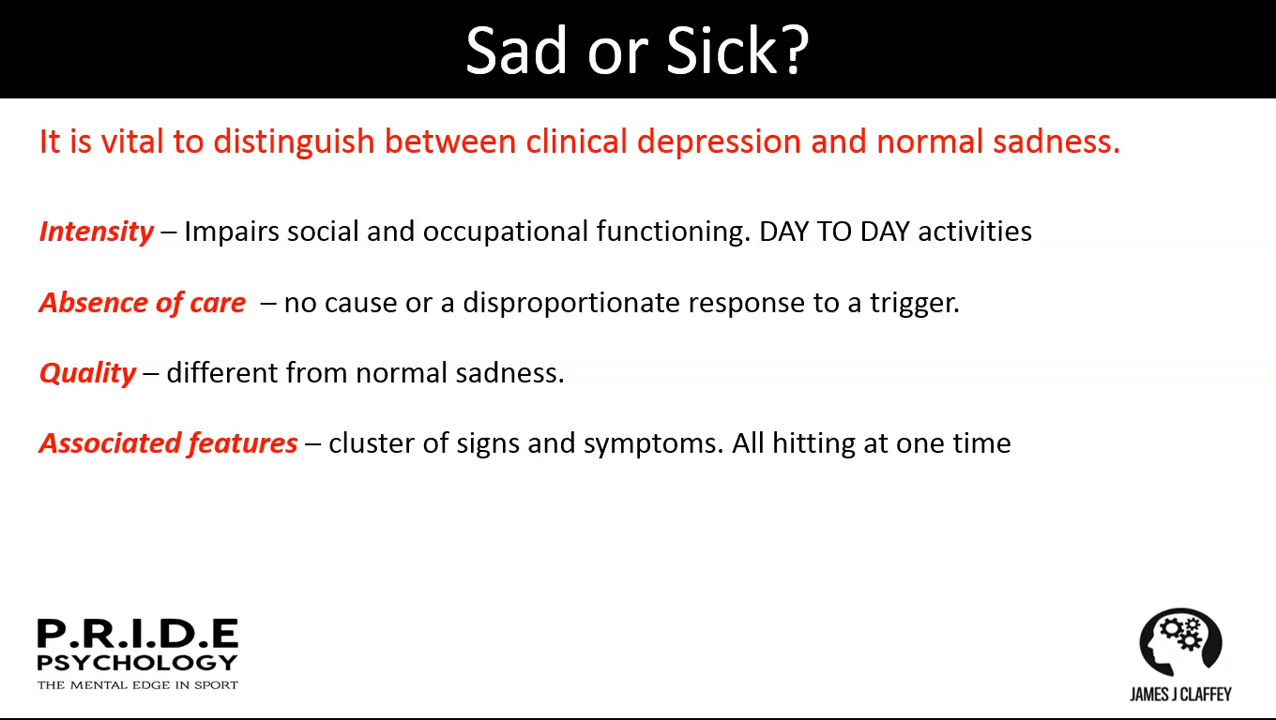 Sad or Sick?
It is vital to distinguish between clinical depression and normal sadness.
Intensity – Impairs social and occupational functioning. DAY TO DAY activities
Absence of care – no cause or a disproportionate response to a trigger.
Quality – different from normal sadness.
Associated features – cluster of signs and symptoms. All hitting at one time
P.R.I.D.E
PSYCHOLOGY
THE MENTAL EDGE IN SPORT
JAMES J CLAFFEY